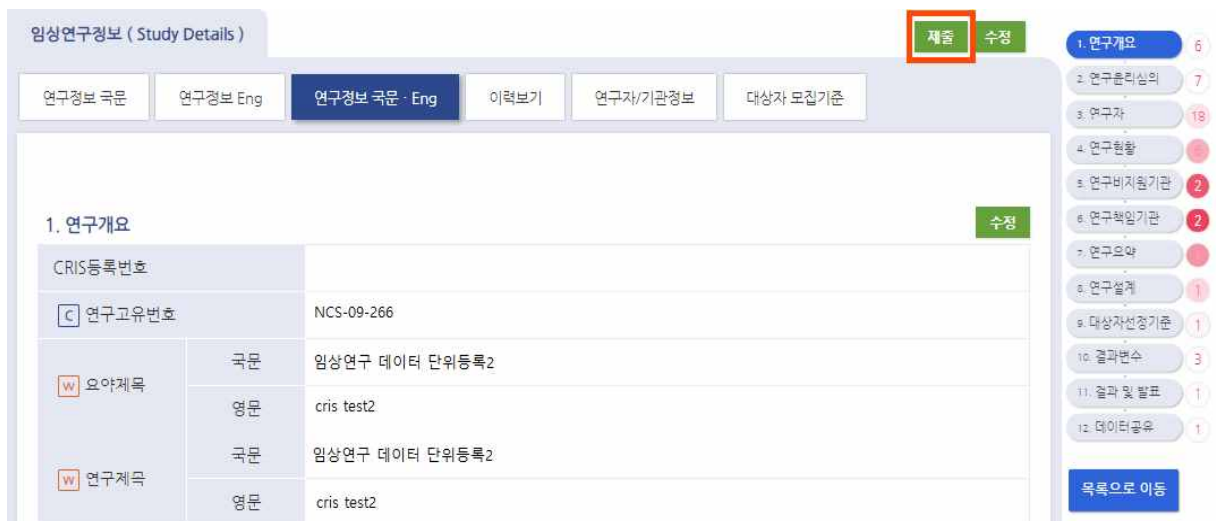 임상연구정보 ( Study Details )
제출
수정
연구정보 국문
연구정보 Eng
연구정보 국문 · Eng
이력보기
연구자/기관정보
대상자 모집기준
1. 연구개요
수정
CRIS등록번호
C 연구고유번호
NCS-09-266
W 요약제목
국문
임상연구 데이터 단위등록2
영문
cris test2
W 연구제목
국문
임상연구 데이터 단위등록2
영문
cris test2
1. 연구개요 6
2. 연구윤리심의 7
3. 연구자 18
4. 연구현황
5. 연구비지원기관 2
6. 연구책임기관 2
7. 연구요약
8. 연구설계 1
9. 대상자선정기준 1
10. 결과변수 3
11. 결과 및 발표 1
12. 데이터공유 1
목록으로 이동